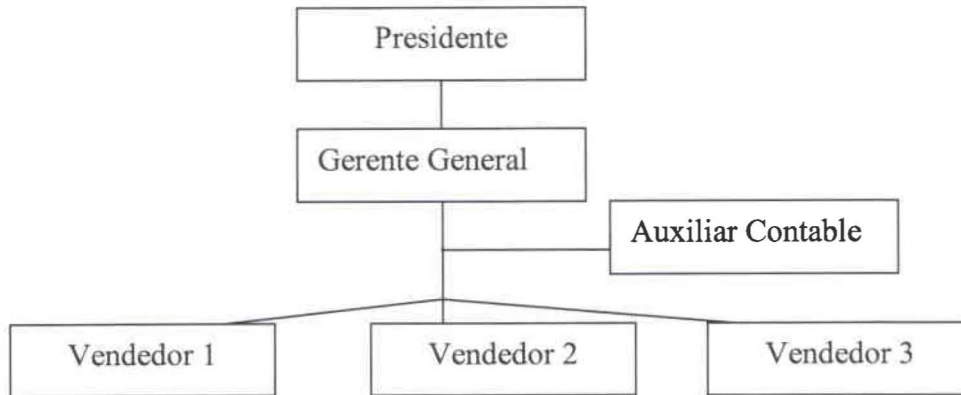 Presidente
Gerente General
Auxiliar Contable
Vendedor 1
Vendedor 2
Vendedor 3